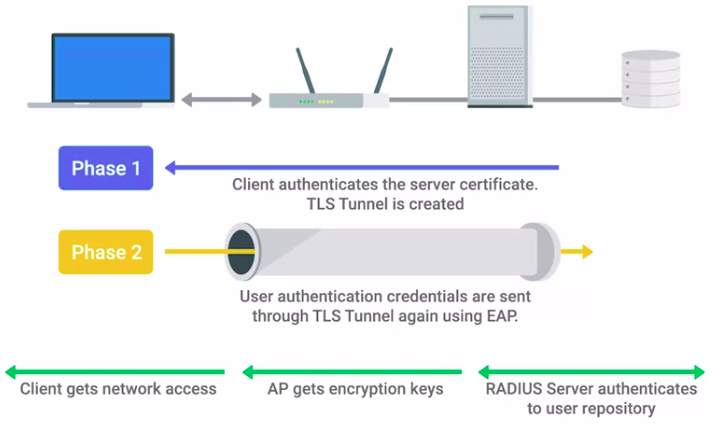 Phase 1
Client authenticates the server certificate.
TLS Tunnel is created
Phase 2
User authentication credentials are sent
through TLS Tunnel again using EAP.
Client gets network access
AP gets encryption keys
RADIUS Server authenticates
to user repository